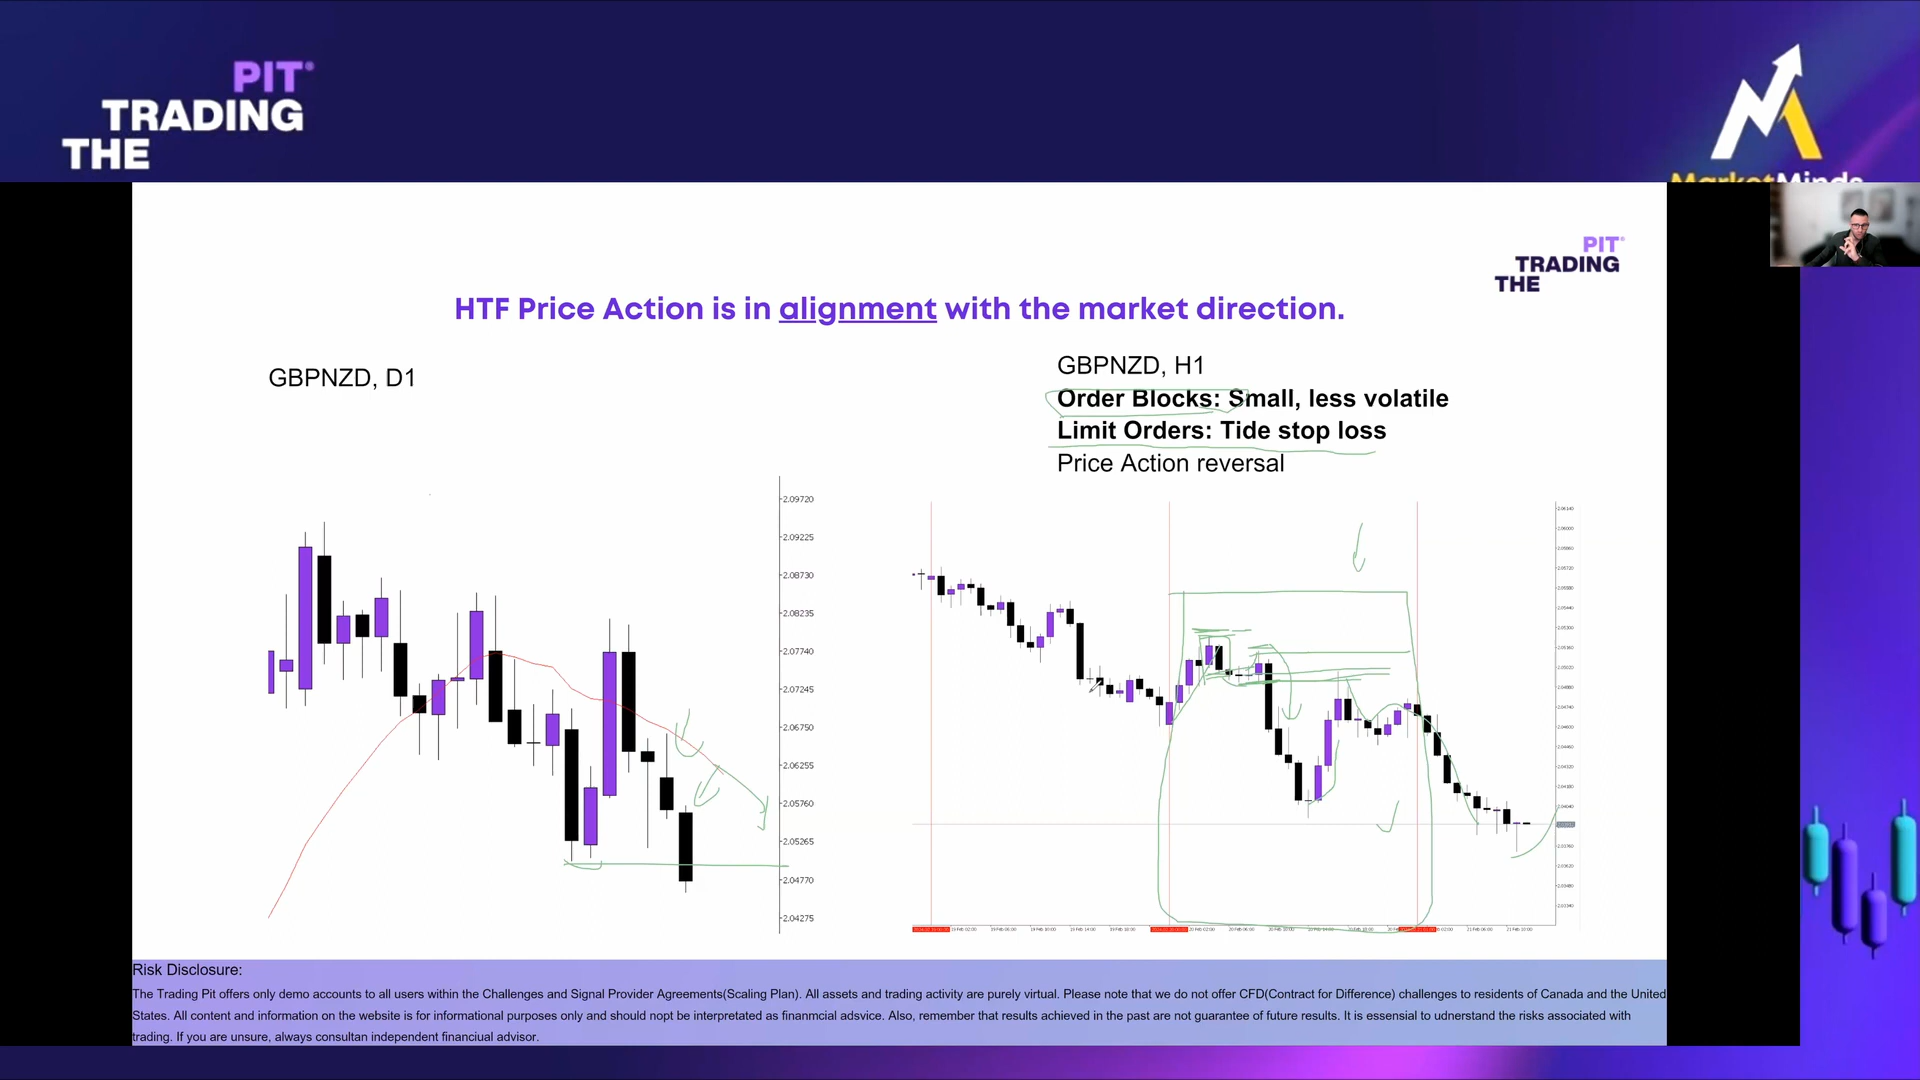 PIT
TRADING
THE
MarketMinds
PIT
TRADING
THE
HTF Price Action is in alignment with the market direction.
GBPNZD, D1
GBPNZD, H1
Order Blocks: Small, less volatile
Limit Orders: Tide stop loss
Price Action reversal
2.09720
2.09225
2.08730
2.08235
2.07740
2.07245
2.06750
2.06255
2.05760
2.05265
2.04770
2.04275
Risk Disclosure:
The Trading Pit offers only demo accounts to all users within the Challenges and Signal Provider Agreements(Scaling Plan). All assets and trading activity are purely virtual. Please note that we do not offer CFD(Contract for Difference) challenges to residents of Canada and the United
States. All content and information on the website is for informational purposes only and should nopt be interpretated as finanmcial adsvice. Also, remember that results achieved in the past are not guarantee of future results. It is essensial to udnerstand the risks associated with
trading. If you are unsure, always consultan independent financiual advisor.